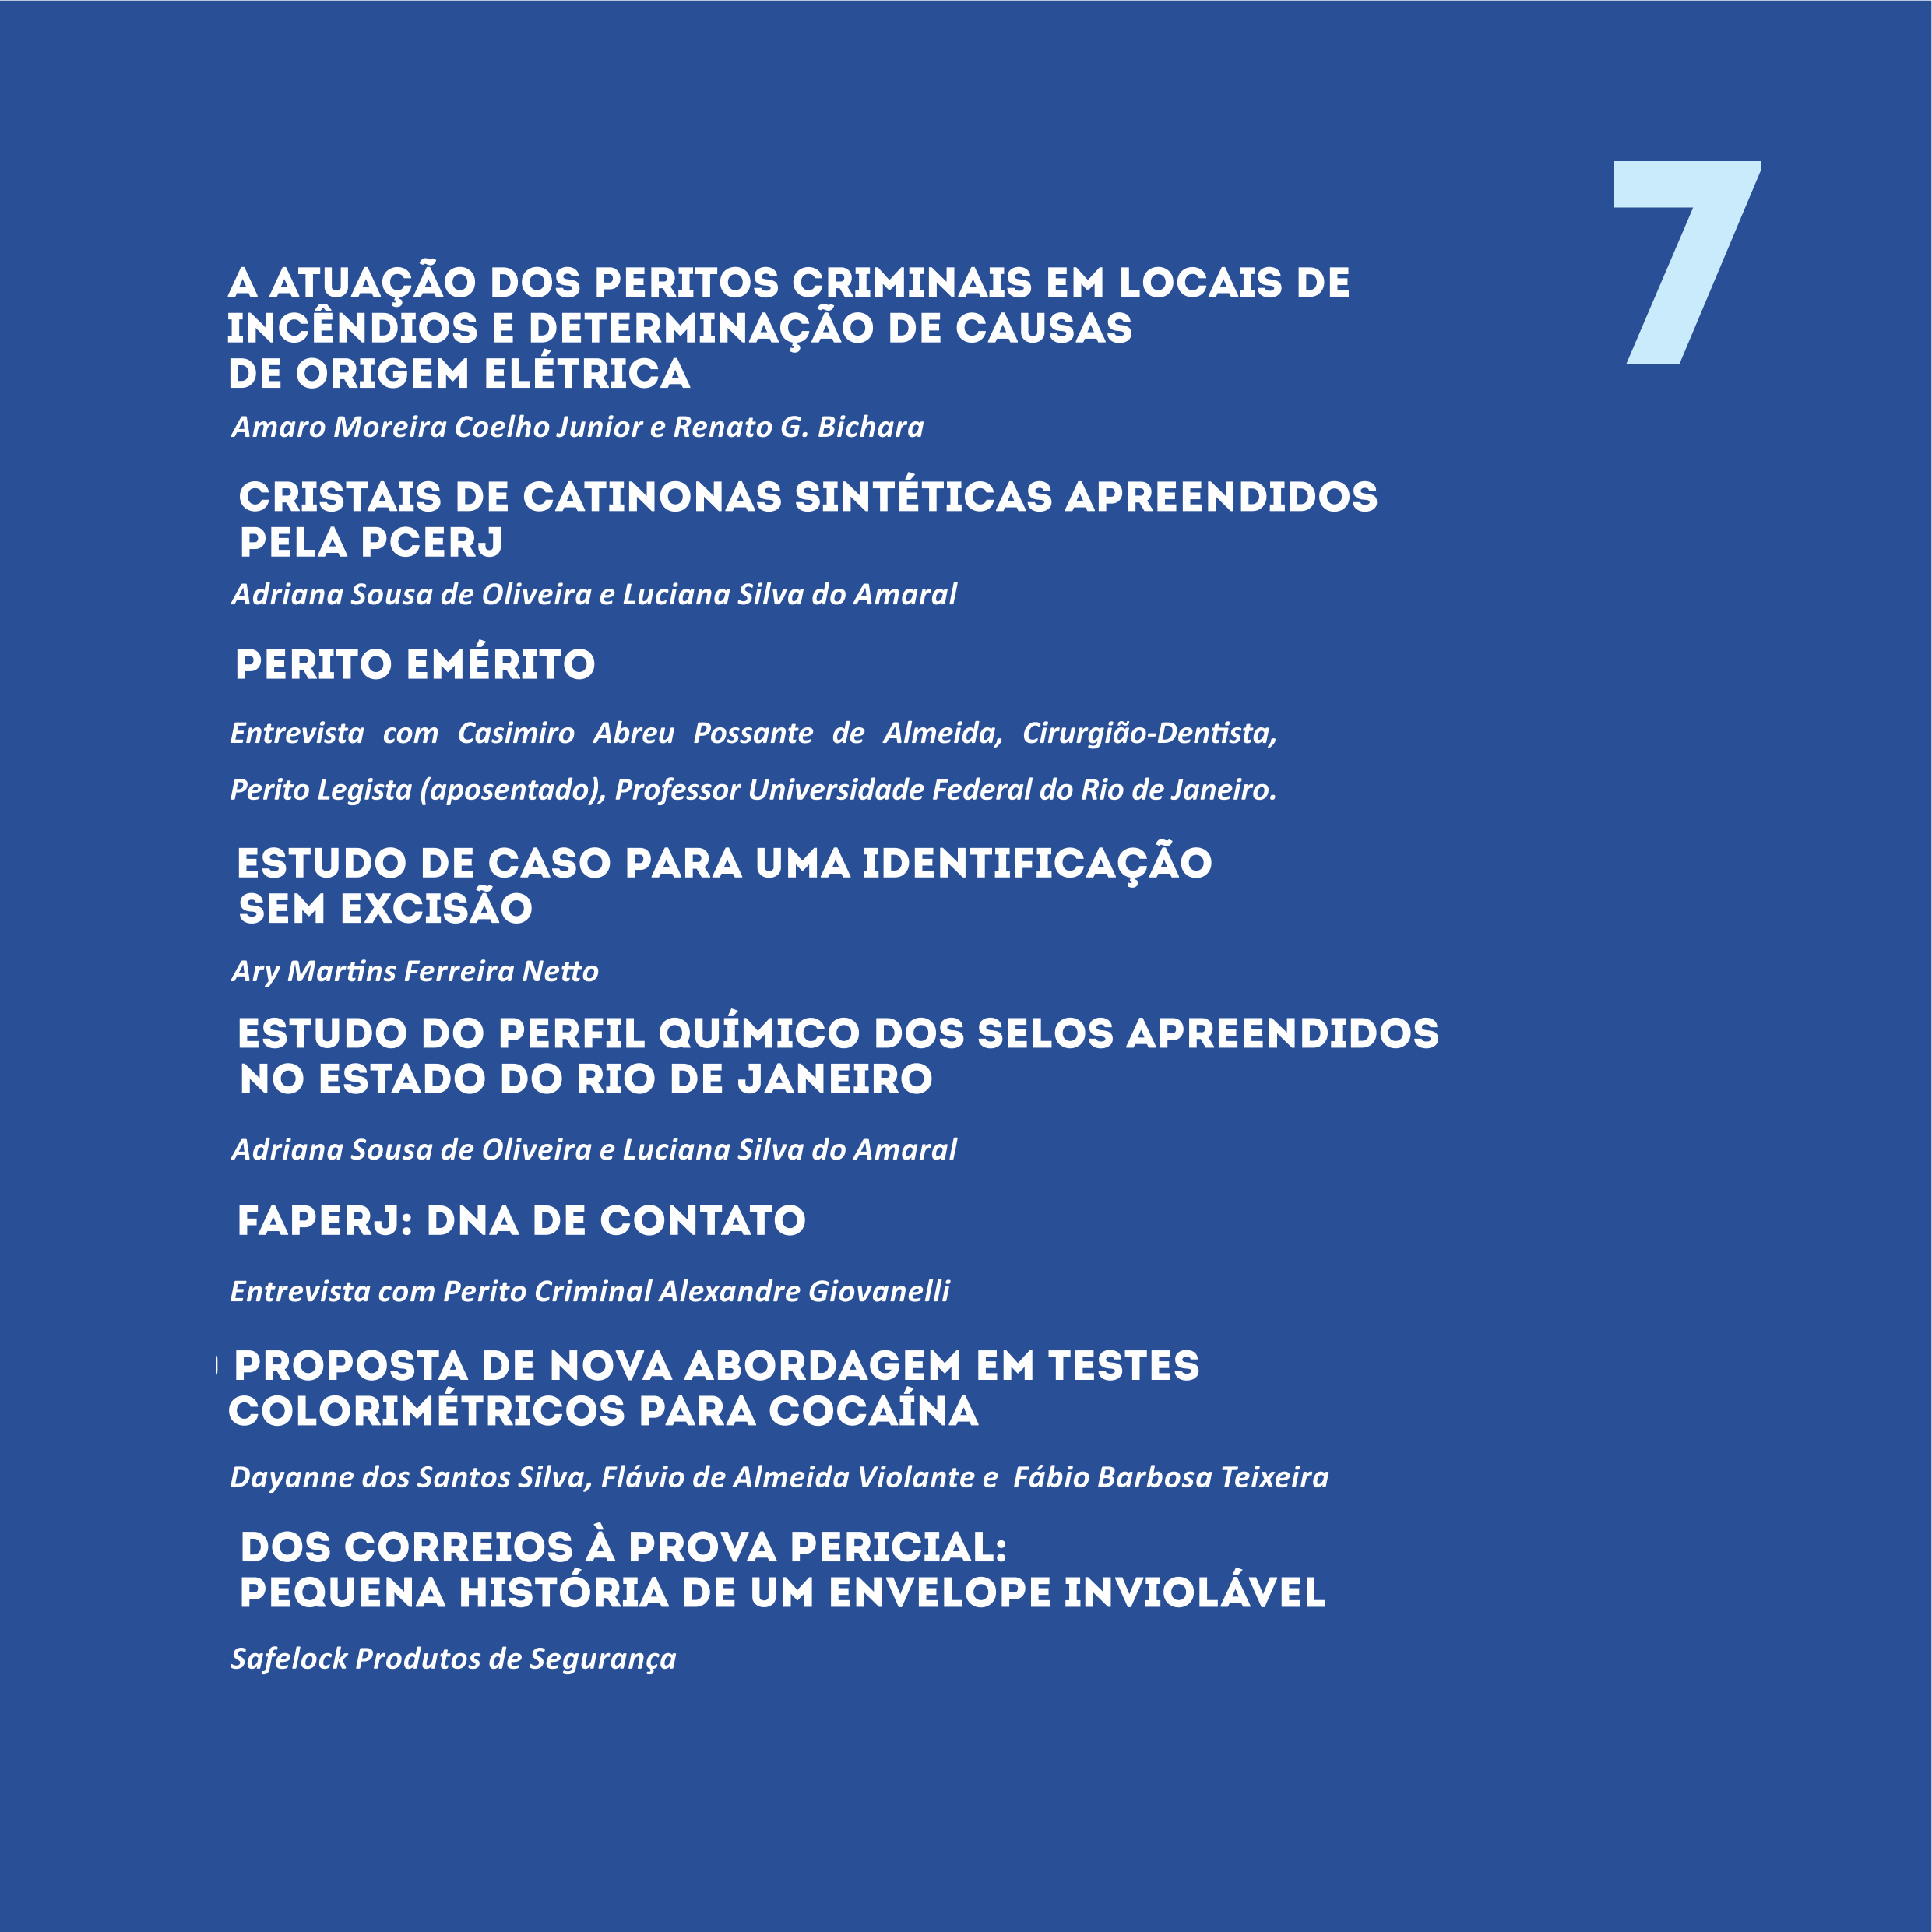 7
A ATUAÇÃO DOS PERITOS CRIMINAIS EM LOCAIS DE
INCÊNDIOS E DETERMINAÇÃO DE CAUSAS
DE ORIGEM ELÉTRICA
Amaro Moreira Coelho Junior e Renato G. Bichara
CRISTAIS DE CATINONAS SINTÉTICAS APREENDIDOS
PELA PCERJ
Adriana Sousa de Oliveira e Luciana Silva do Amaral
PERITO EMÉRITO
Entrevista com Casimiro Abreu Possante de Almeida, Cirurgião-Dentista,
Perito Legista (aposentado), Professor Universidade Federal do Rio de Janeiro.
ESTUDO DE CASO PARA UMA IDENTIFICAÇÃO
SEM EXCISÃO
Ary Martins Ferreira Netto
ESTUDO DO PERFIL QUÍMICO DOS SELOS APREENDIDOS
NO ESTADO DO RIO DE JANEIRO
Adriana Sousa de Oliveira e Luciana Silva do Amaral
FAPERJ: DNA DE CONTATO
Entrevista com Perito Criminal Alexandre Giovanelli
PROPOSTA DE NOVA ABORDAGEM EM TESTES
COLORIMÉTRICOS PARA COCAÍNA
Dayanne dos Santos Silva, Flávio de Almeida Violante e Fábio Barbosa Teixeira
DOS CORREIOS À PROVA PERICIAL:
PEQUENA HISTÓRIA DE UM ENVELOPE INVIOLÁVEL
Safelock Produtos de Segurança